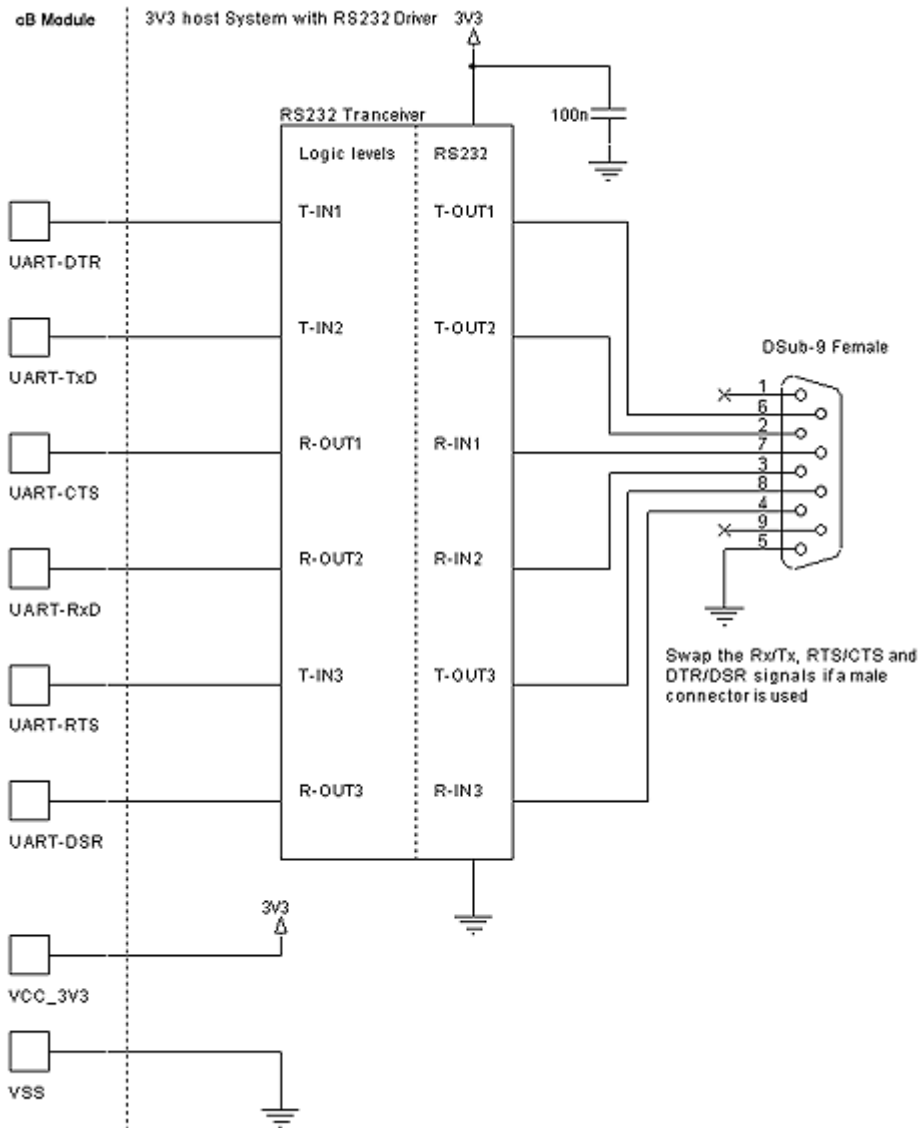 cB Module
3V3 host System with RS232 Driver
3V3
100n
RS232 Tranceiver
Logic levels
RS232
T-IN1
T-OUT1
UART-DTR
T-IN2
T-OUT2
UART-TxD
DSub-9 Female
1
6
2
7
3
8
4
9
5
R-OUT1
R-IN1
UART-CTS
R-OUT2
R-IN2
UART-RxD
Swap the Rx/Tx, RTS/CTS and
DTR/DSR signals if a male
connector is used
T-IN3
T-OUT3
UART-RTS
R-OUT3
R-IN3
UART-DSR
3V3
VCC_3V3
VSS